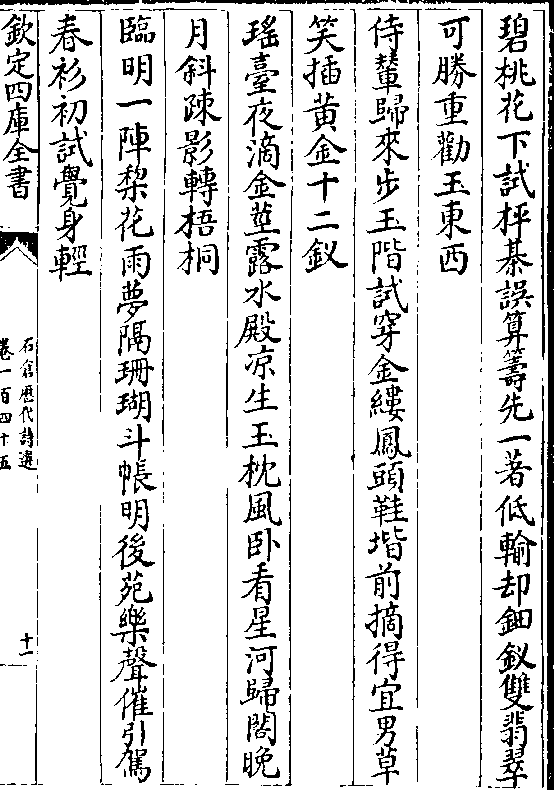 碧桃花下試枰棊誤算籌先一著低輸却鈿釵雙翡翠
可勝重勸玉東西
侍輦歸來步玉階試穿金縷鳳頭鞋堦前摘得宜男草
笑插黄金十二釵
瑤臺夜滴金莖露水殿凉生玉枕風卧看星河歸閣晚
月斜疎影轉梧桐
臨明一陣梨花雨夢隔珊瑚斗帳明後苑樂聲催引駕
春衫初試覺身輕
欽定四庫全書
石倉歷代詩選
卷一百四十五
十一